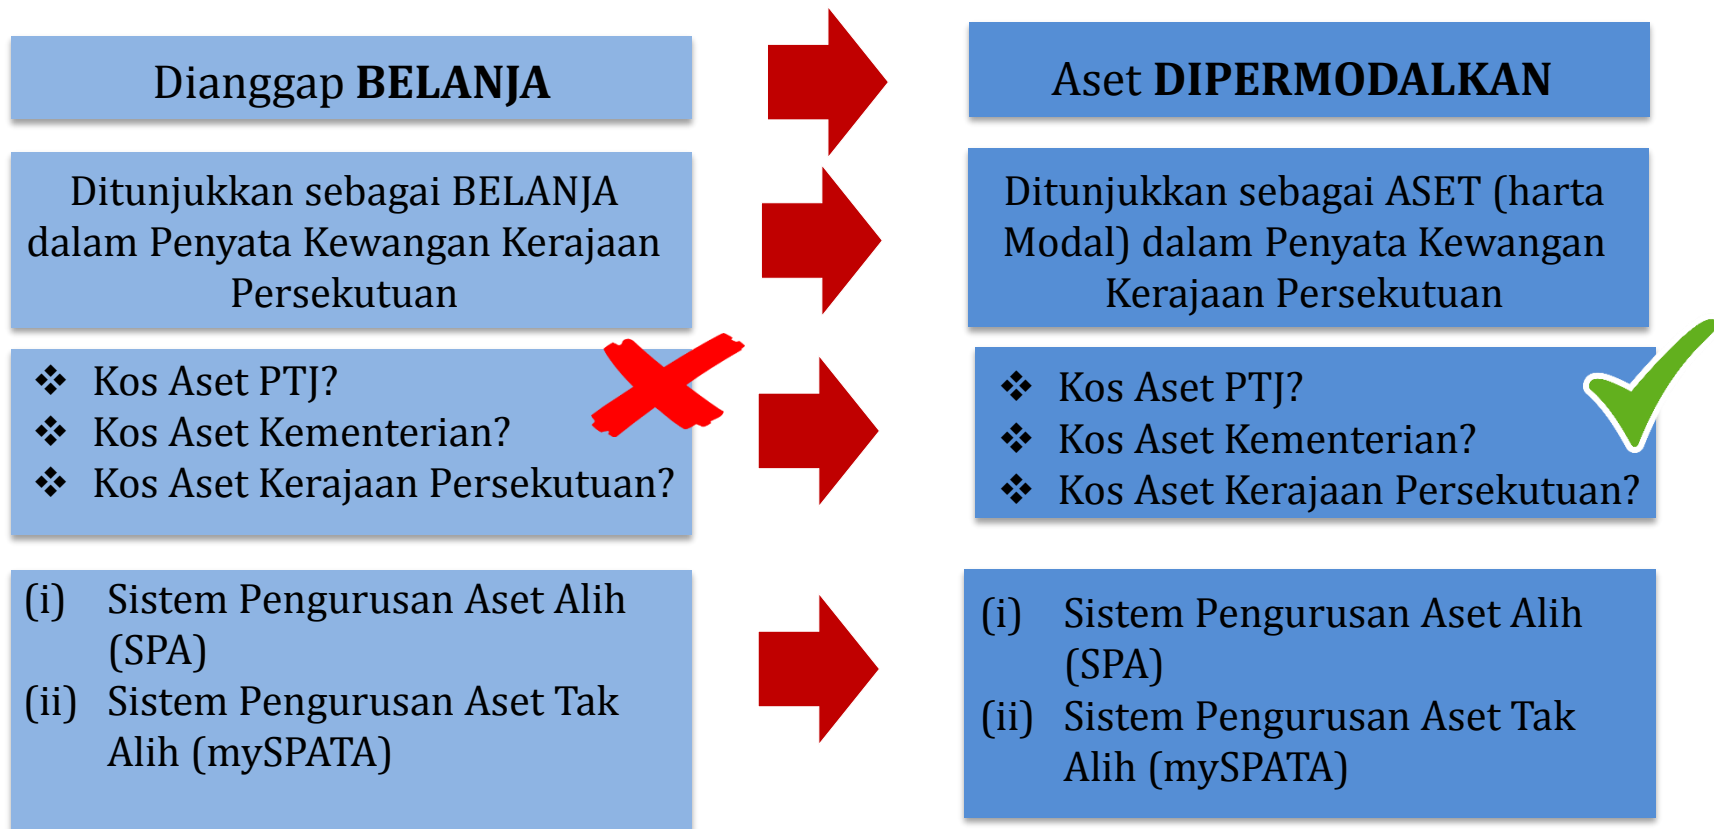 Dianggap BELANJA
Aset DIPERMODALKAN
Ditunjukkan sebagai BELANJA
dalam Penyata Kewangan Kerajaan
Persekutuan
Ditunjukkan sebagai ASET (harta
Modal) dalam Penyata Kewangan
Kerajaan Persekutuan
❖ Kos Aset PTJ?
❖ Kos Aset Kementerian?
❖ Kos Aset Kerajaan Persekutuan?
❖ Kos Aset PTJ?
❖ Kos Aset Kementerian?
❖ Kos Aset Kerajaan Persekutuan?
(i) Sistem Pengurusan Aset Alih
(SPA)
(ii) Sistem Pengurusan Aset Tak
Alih (mySPATA)
(i) Sistem Pengurusan Aset Alih
(SPA)
(ii) Sistem Pengurusan Aset Tak
Alih (mySPATA)